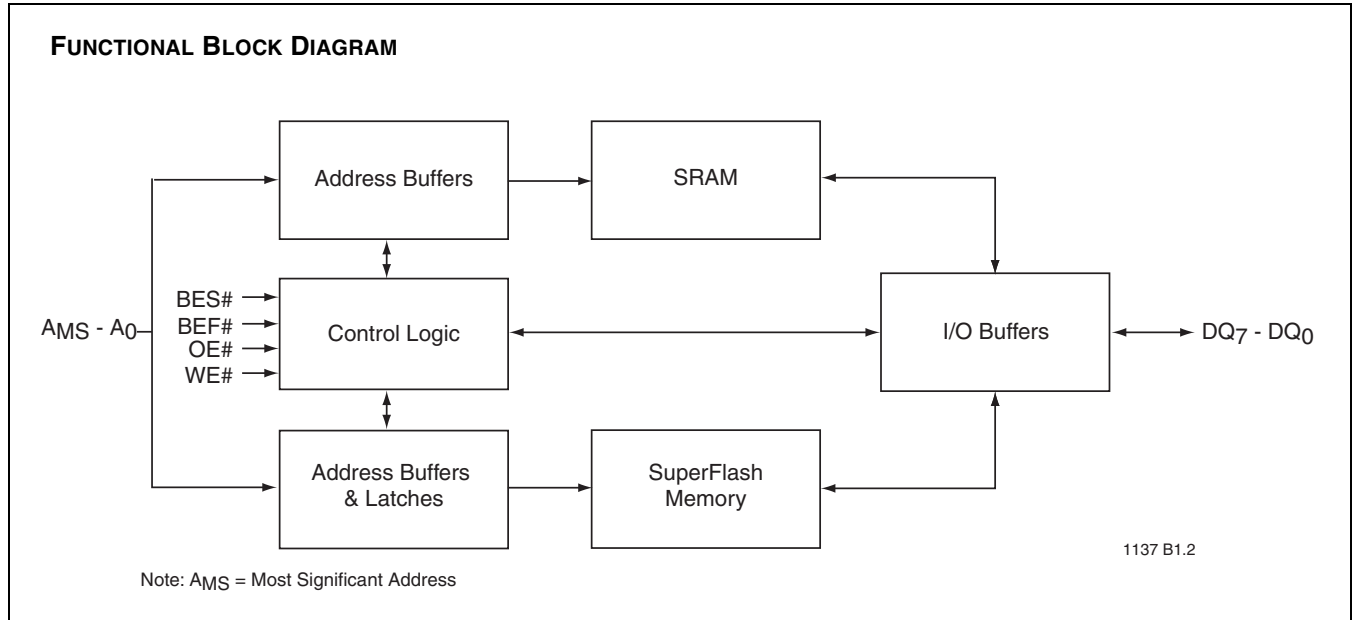 FUNCTIONAL BLOCK DIAGRAM
Address Buffers
SRAM
BES#
BEF#
OE#
WE#
AMS - A0
Control Logic
I/O Buffers
DQ7 - DQ0
Address Buffers
& Latches
SuperFlash
Memory
1137 B1.2
Note: AMS = Most Significant Address